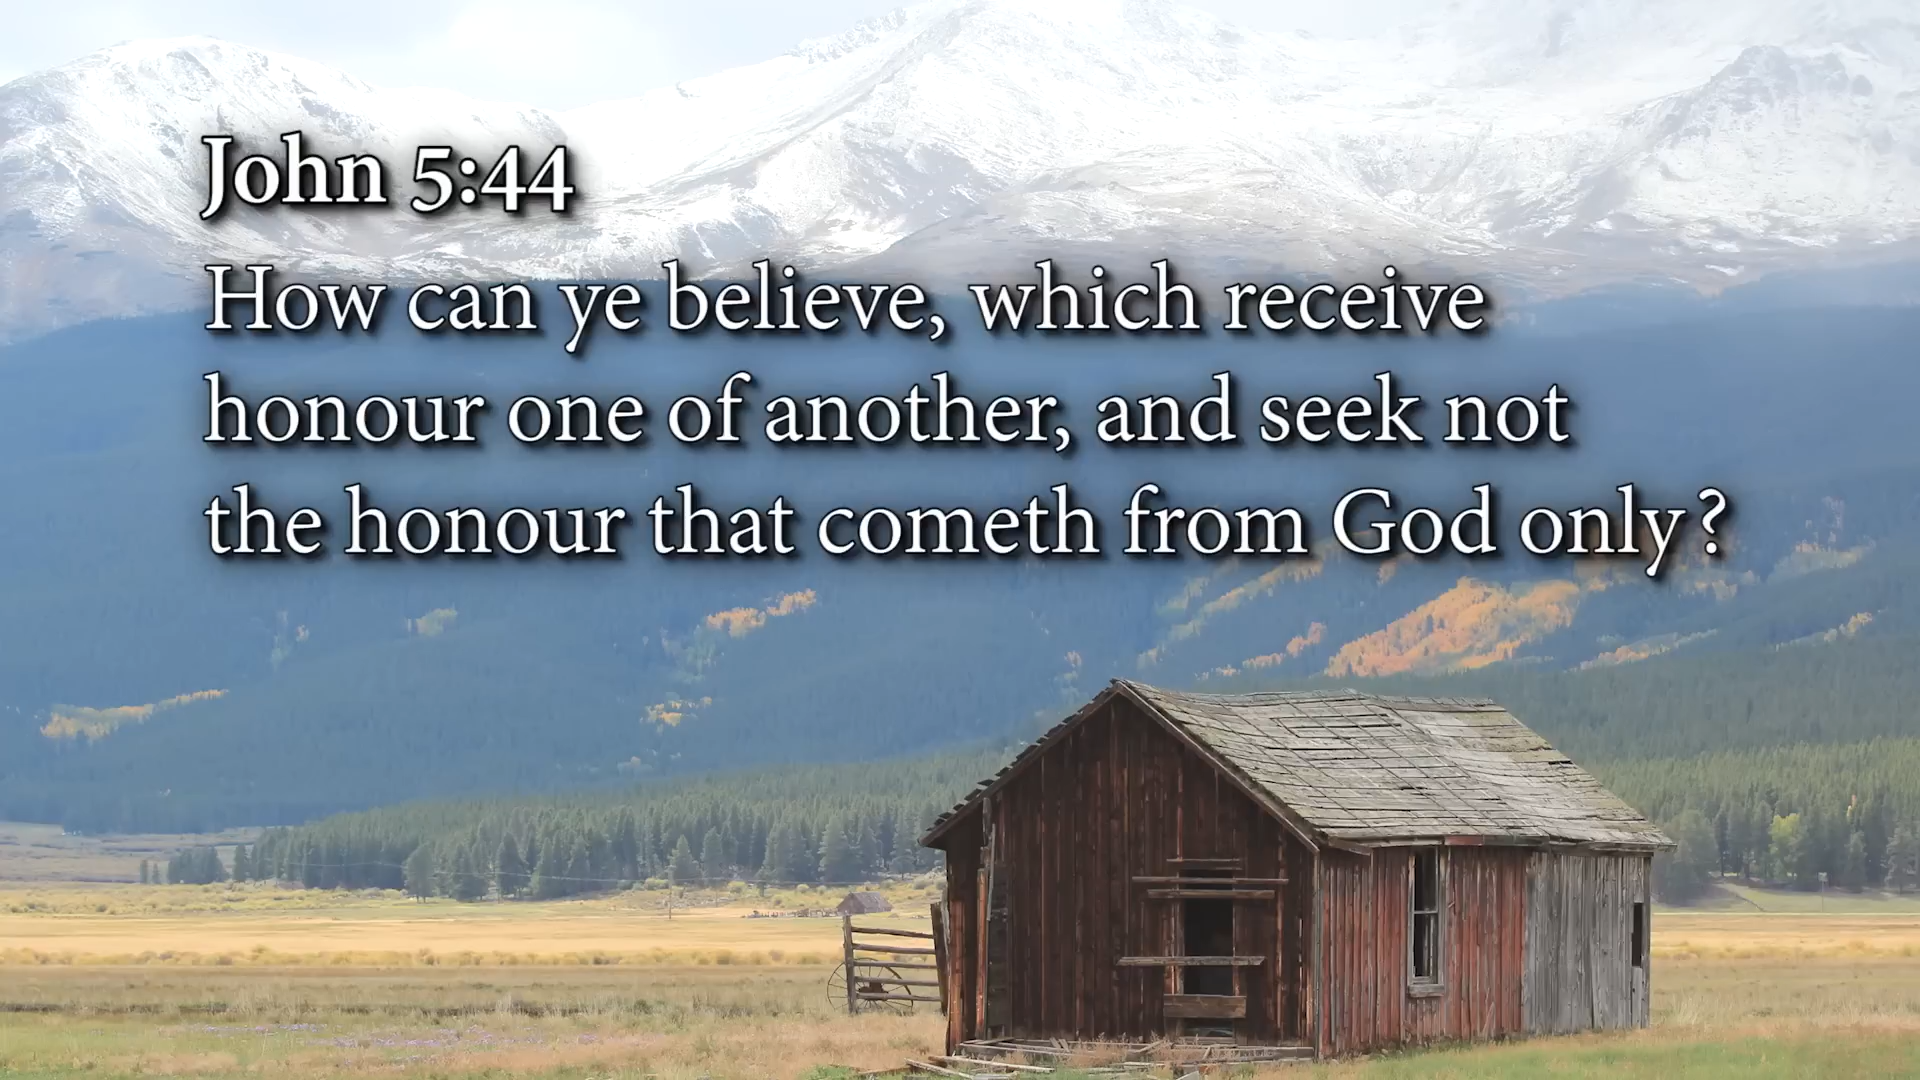 John 5:44
How can ye believe, which receive
honour one of another, and seek not
the honour that cometh from God only?